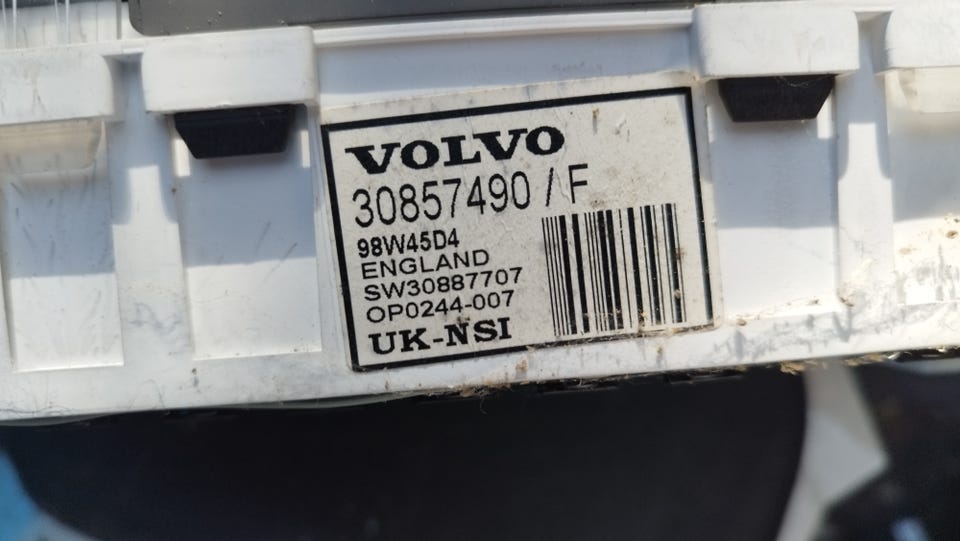 VOLVO
30857490 / F
98W45D4
ENGLAND
SW30887707
OP0244-007
UK-NSI